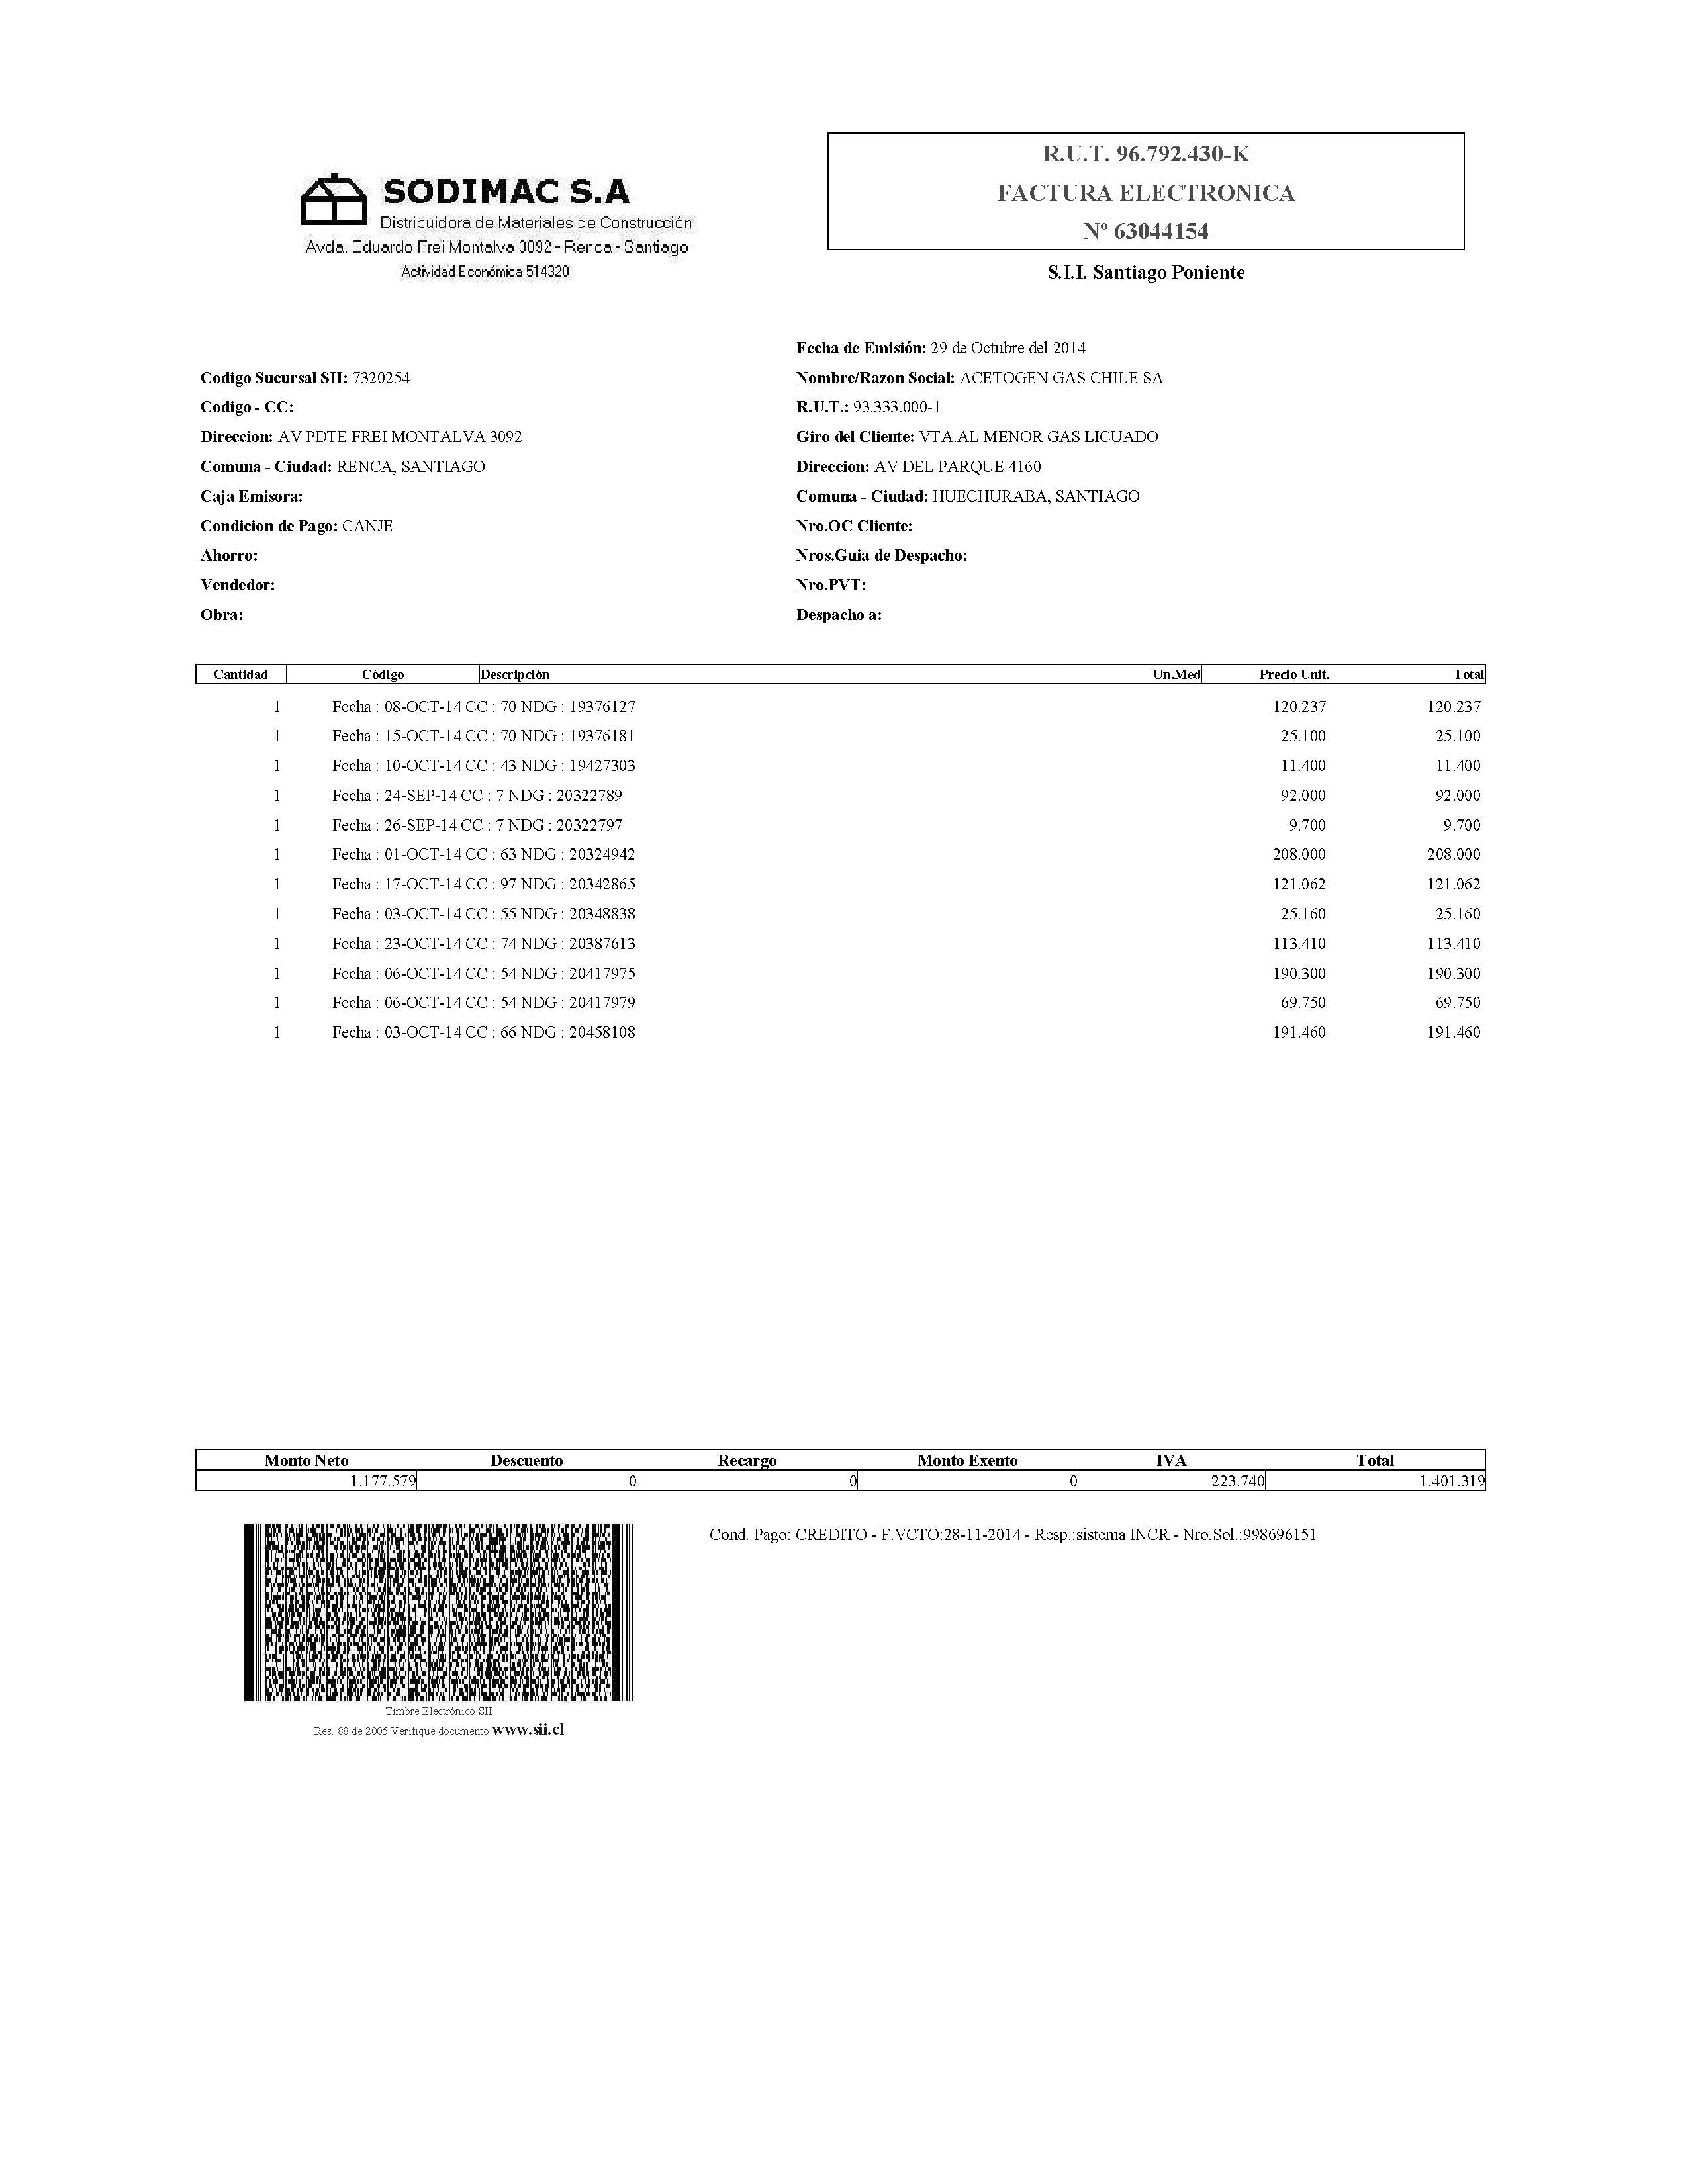 SODIMAC S.A
Distribuidora de Materiales de Construcción
Avda. Eduardo Frei Montalva 3092 - Renca - Santiago
Actividad Económica 514320
R.U.T. 96.792.430-K
FACTURA ELECTRONICA
Nº 63044154
S.I.I. Santiago Poniente
Fecha de Emisión: 29 de Octubre del 2014
Codigo Sucursal SII: 7320254 Nombre/Razon Social: ACETOGEN GAS CHILE SA
Codigo - CC: R.U.T.: 93.333.000-1
Direccion: AV PDTE FREI MONTALVA 3092 Giro del Cliente: VTA.AL MENOR GAS LICUADO
Comuna - Ciudad: RENCA, SANTIAGO Direccion: AV DEL PARQUE 4160
Caja Emisora: Comuna - Ciudad: HUECHURABA, SANTIAGO
Condicion de Pago: CANJE Nro.OC Cliente:
Ahorro: Nros.Guia de Despacho:
Vendedor: Nro.PVT:
Obra: Despacho a:
Cantidad Código Descripción Un.Med Precio Unit. Total
1 Fecha : 08-OCT-14 CC : 70 NDG : 19376127 120.237 120.237
1 Fecha : 15-OCT-14 CC : 70 NDG : 19376181 25.100 25.100
1 Fecha : 10-OCT-14 CC : 43 NDG : 19427303 11.400 11.400
1 Fecha : 24-SEP-14 CC : 7 NDG : 20322789 92.000 92.000
1 Fecha : 26-SEP-14 CC : 7 NDG : 20322797 9.700 9.700
1 Fecha : 01-OCT-14 CC : 63 NDG : 20324942 208.000 208.000
1 Fecha : 17-OCT-14 CC : 97 NDG : 20342865 121.062 121.062
1 Fecha : 03-OCT-14 CC : 55 NDG : 20348838 25.160 25.160
1 Fecha : 23-OCT-14 CC : 74 NDG : 20387613 113.410 113.410
1 Fecha : 06-OCT-14 CC : 54 NDG : 20417975 190.300 190.300
1 Fecha : 06-OCT-14 CC : 54 NDG : 20417979 69.750 69.750
1 Fecha : 03-OCT-14 CC : 66 NDG : 20458108 191.460 191.460
Monto Neto Descuento Recargo Monto Exento IVA Total
1.177.579 0 0 0 223.740 1.401.319
Cond. Pago: CREDITO - F.VCTO:28-11-2014 - Resp.:sistema INCR - Nro.Sol.:998696151
Timbre Electrónico SII
Res. 88 de 2005 Verifique documento:www.sii.cl